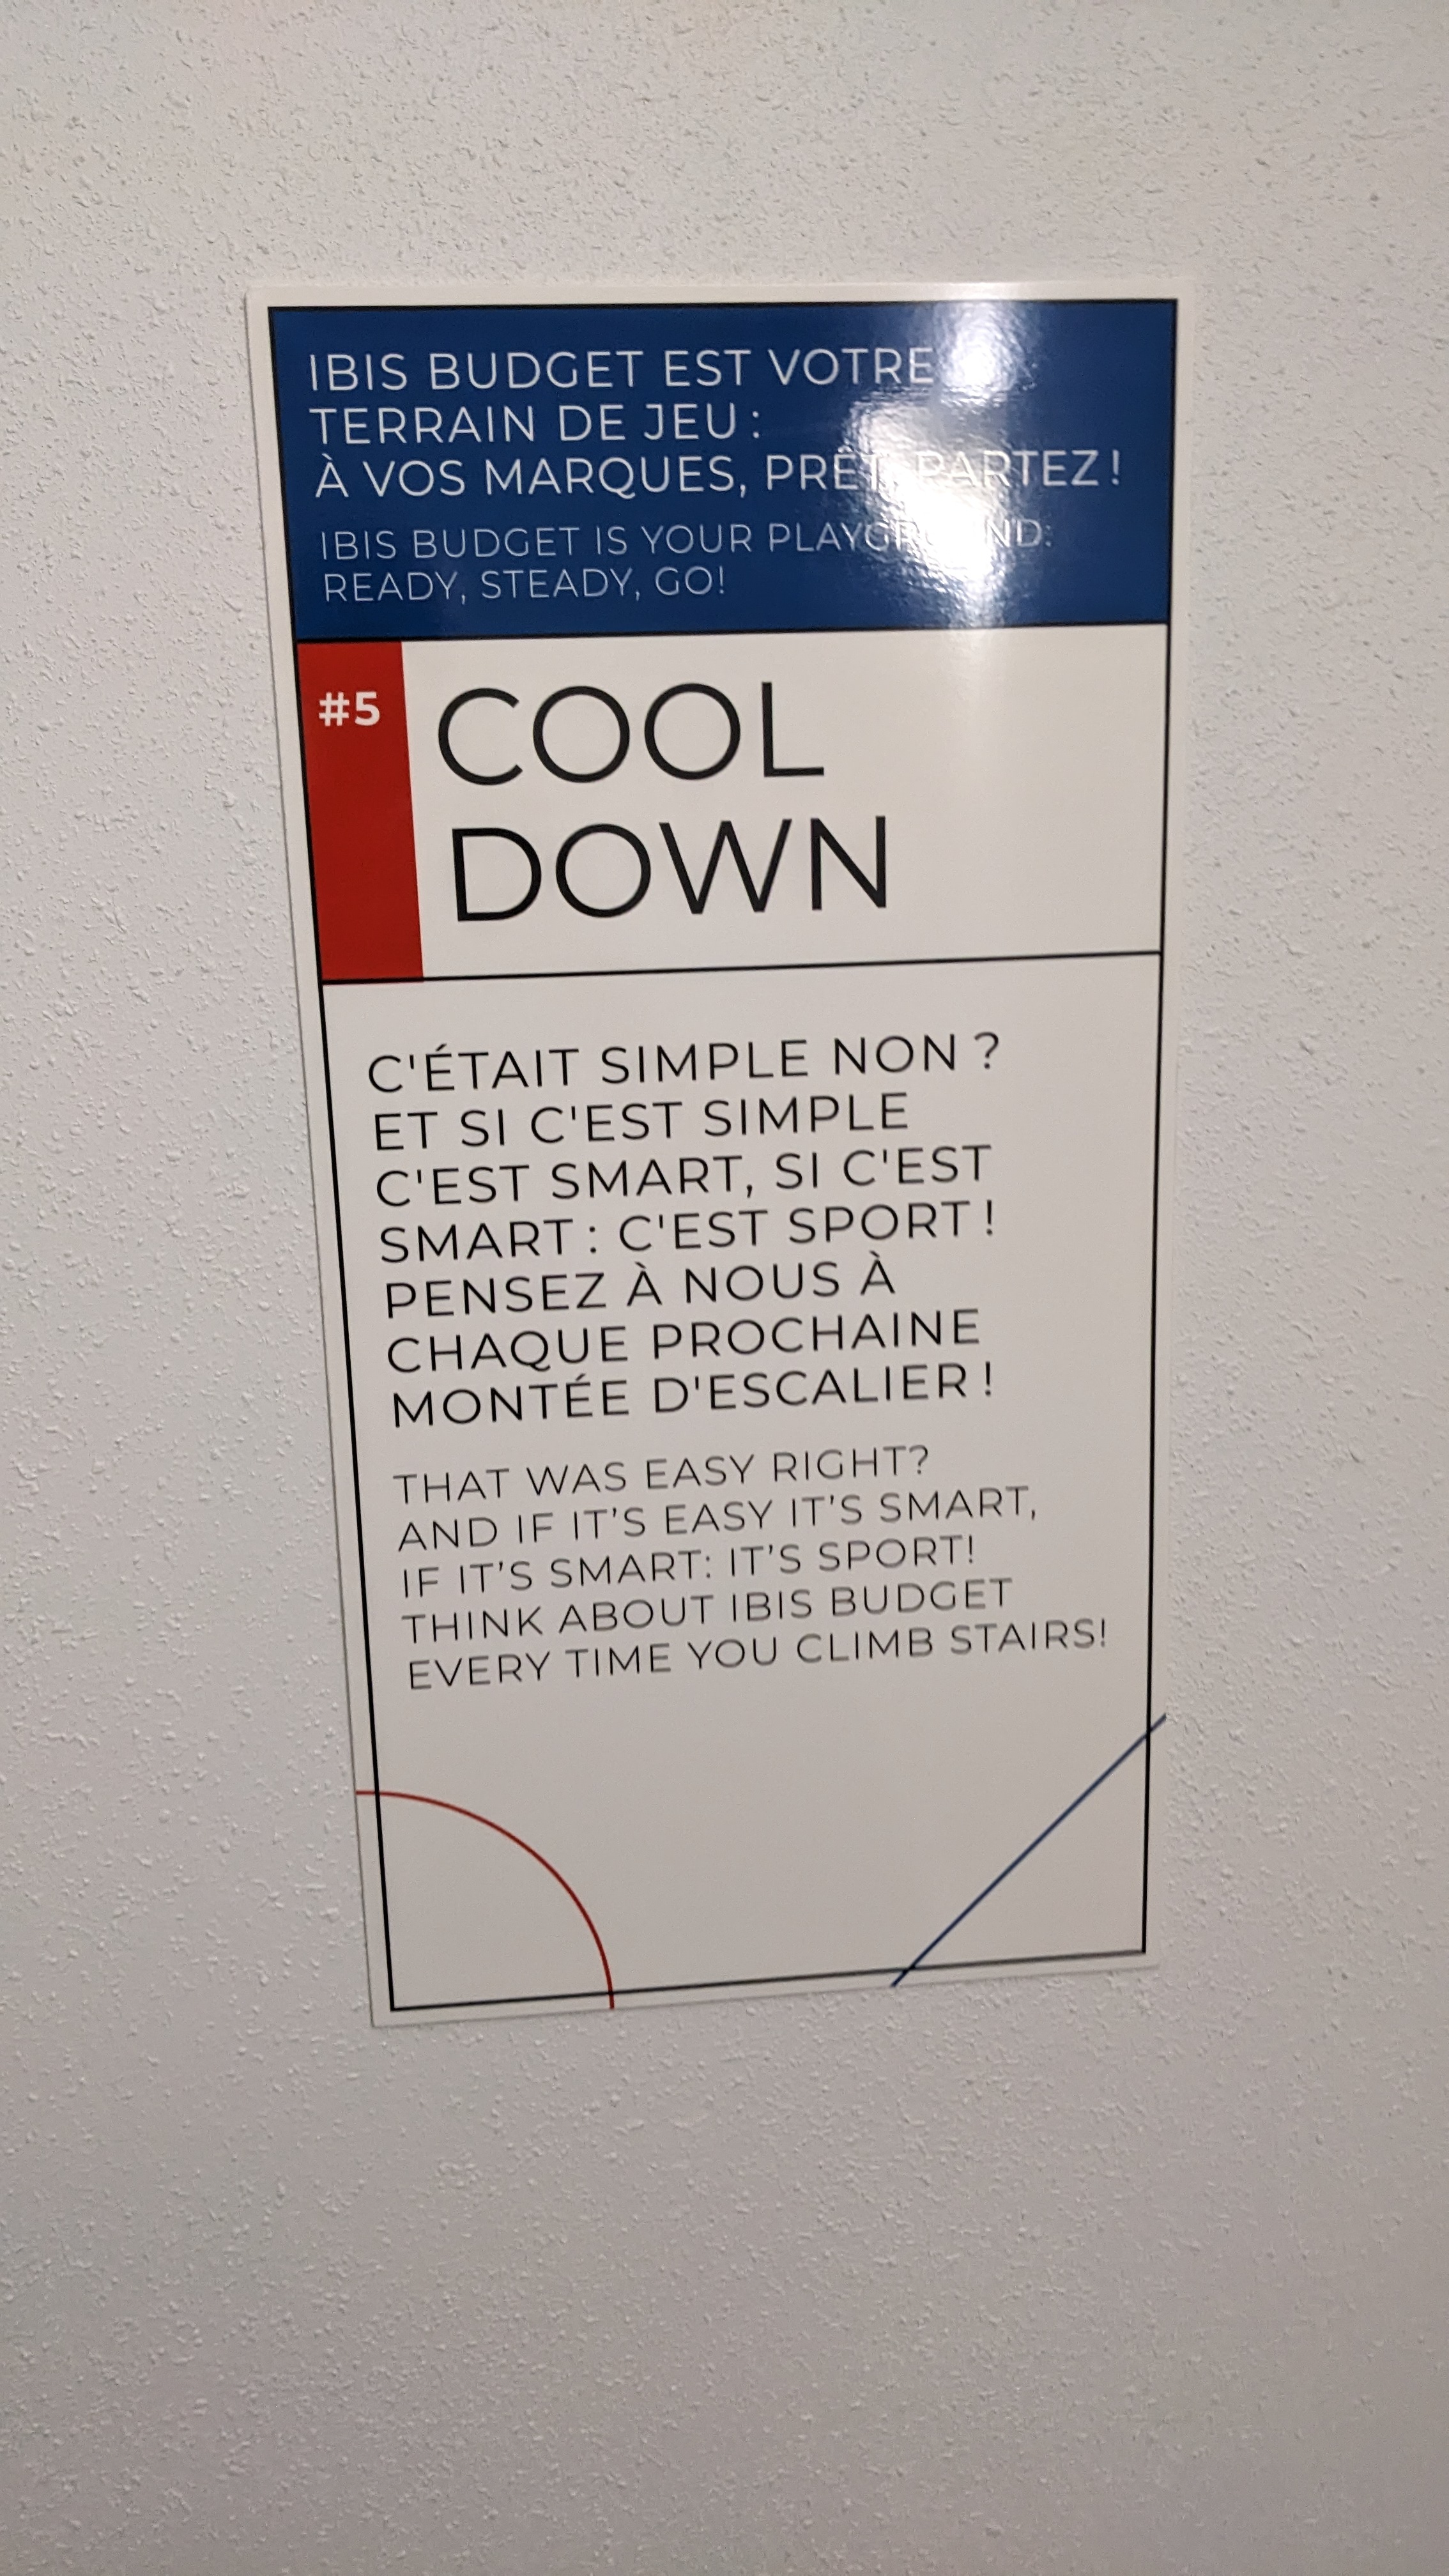 IBIS BUDGET EST VOTRE
TERRAIN DE JEU :
À VOS MARQUES, PRÊT, PARTEZ !
IBIS BUDGET IS YOUR PLAYGROUND:
READY, STEADY, GO!
#5
COOL
DOWN
C'ÉTAIT SIMPLE NON ?
ET SI C'EST SIMPLE
C'EST SMART, SI C'EST
SMART : C'EST SPORT !
PENSEZ À NOUS À
CHAQUE PROCHAINE
MONTÉE D'ESCALIER !
THAT WAS EASY RIGHT?
AND IF IT’S EASY IT’S SMART,
IF IT’S SMART: IT’S SPORT!
THINK ABOUT IBIS BUDGET
EVERY TIME YOU CLIMB STAIRS!